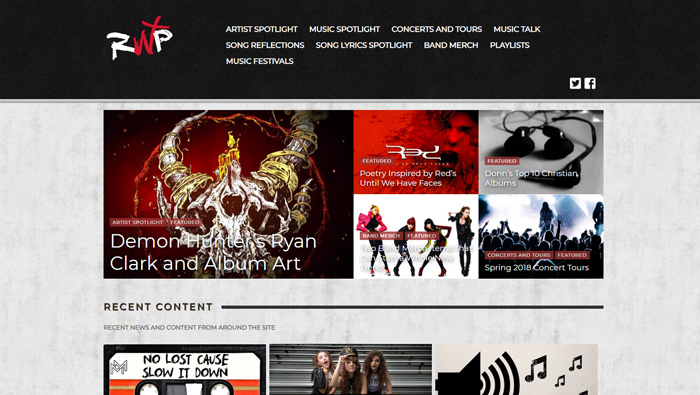 RWP
ARTIST SPOTLIGHT MUSIC SPOTLIGHT CONCERTS AND TOURS MUSIC TALK
SONG REFLECTIONS SONG LYRICS SPOTLIGHT BAND MERCH PLAYLISTS
MUSIC FESTIVALS
ARTIST SPOTLIGHT FEATURED
Demon Hunter's Ryan
Clark and Album Art
Red
FEATURED
Poetry Inspired by Red's
Until We Have Faces
FEATURED
Donn's Top 10 Christian
Albums
BAND MERCH FEATURED
CONCERTS AND TOURS FEATURED
Spring 2018 Concert Tours
RECENT CONTENT
RECENT NEWS AND CONTENT FROM AROUND THE SITE
NO LOST CAUSE
SLOW IT DOWN